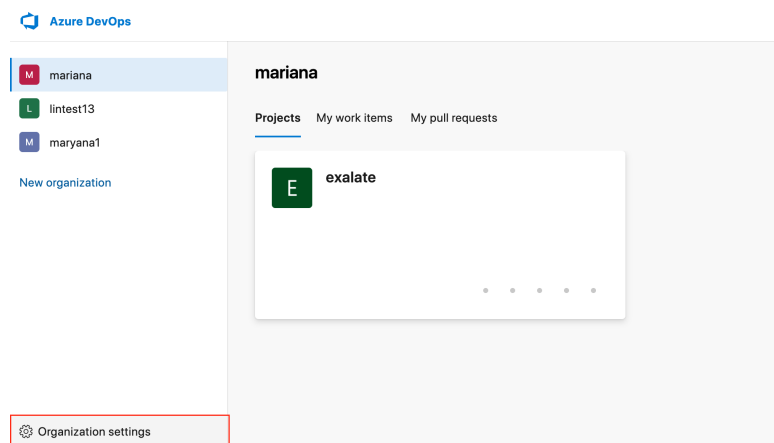 Azure DevOps
M mariana
L lintest13
M maryana1
New organization
mariana
Projects My work items My pull requests
E exalate
Organization settings